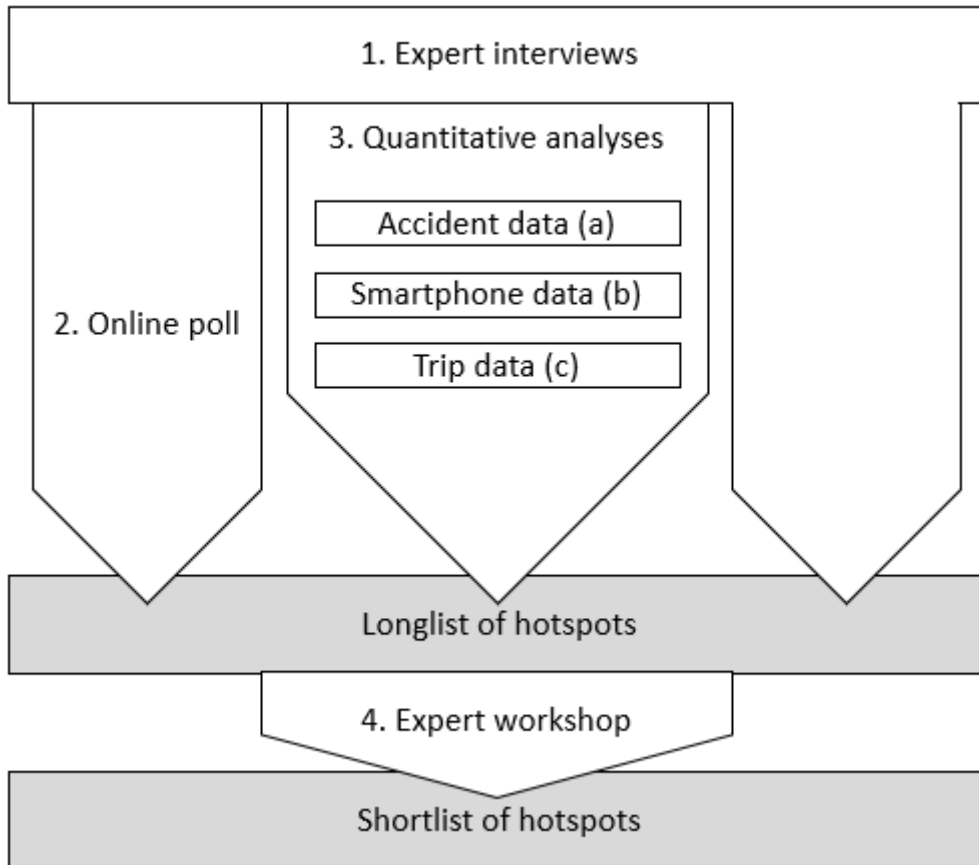 1. Expert interviews
3. Quantitative analyses
Accident data (a)
Smartphone data (b)
2. Online poll
Trip data (c)
Longlist of hotspots
4. Expert workshop
Shortlist of hotspots